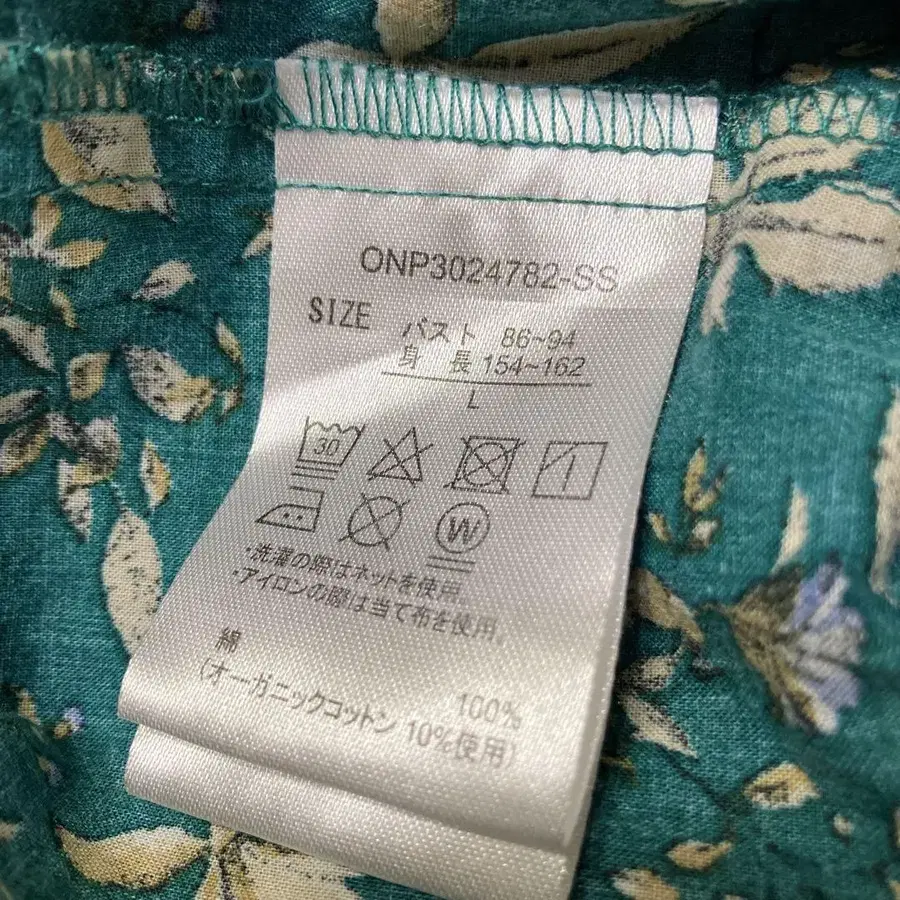 ONP3024782-SS
SIZE バスト 86~94
身長 154~162
L
30
W
・洗濯の際はネットを使用。
・アイロンの際は当て布を使用。
綿 100%
(オーガニックコットン 10%使用)